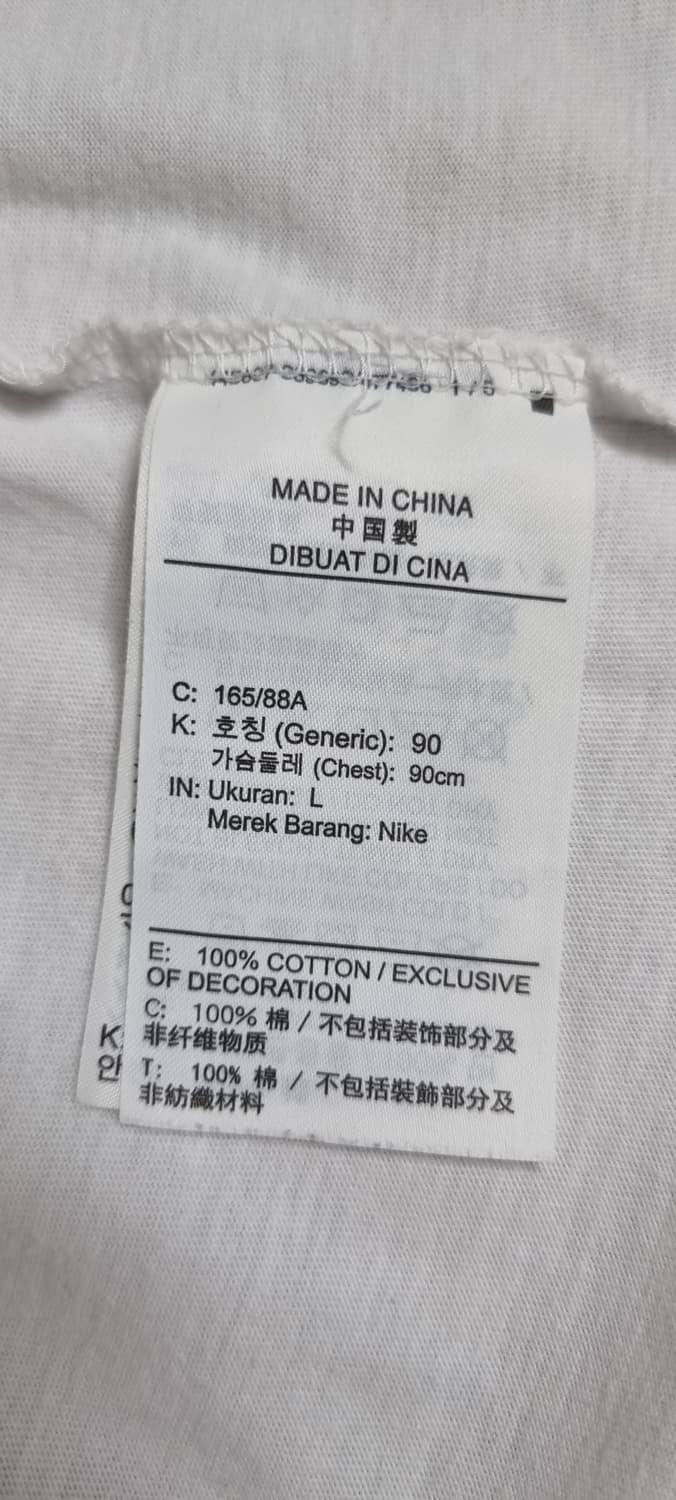 1 / 5
MADE IN CHINA
中国製
DIBUAT DI CINA
C: 165/88A
K: 호칭 (Generic): 90
가슴둘레 (Chest): 90cm
IN: Ukuran: L
Merek Barang: Nike
E: 100% COTTON / EXCLUSIVE
OF DECORATION
C: 100% 棉 / 不包括装饰部分及
非纤维物质
T: 100% 棉 / 不包括裝飾部分及
非紡織材料
K